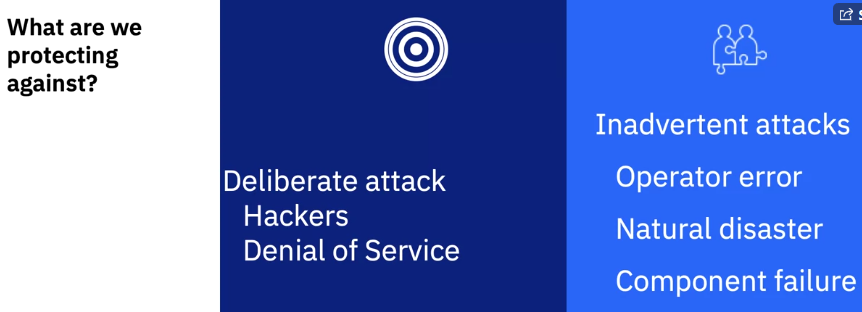 What are we
protecting
against?
Deliberate attack
Hackers
Denial of Service
Inadvertent attacks
Operator error
Natural disaster
Component failure